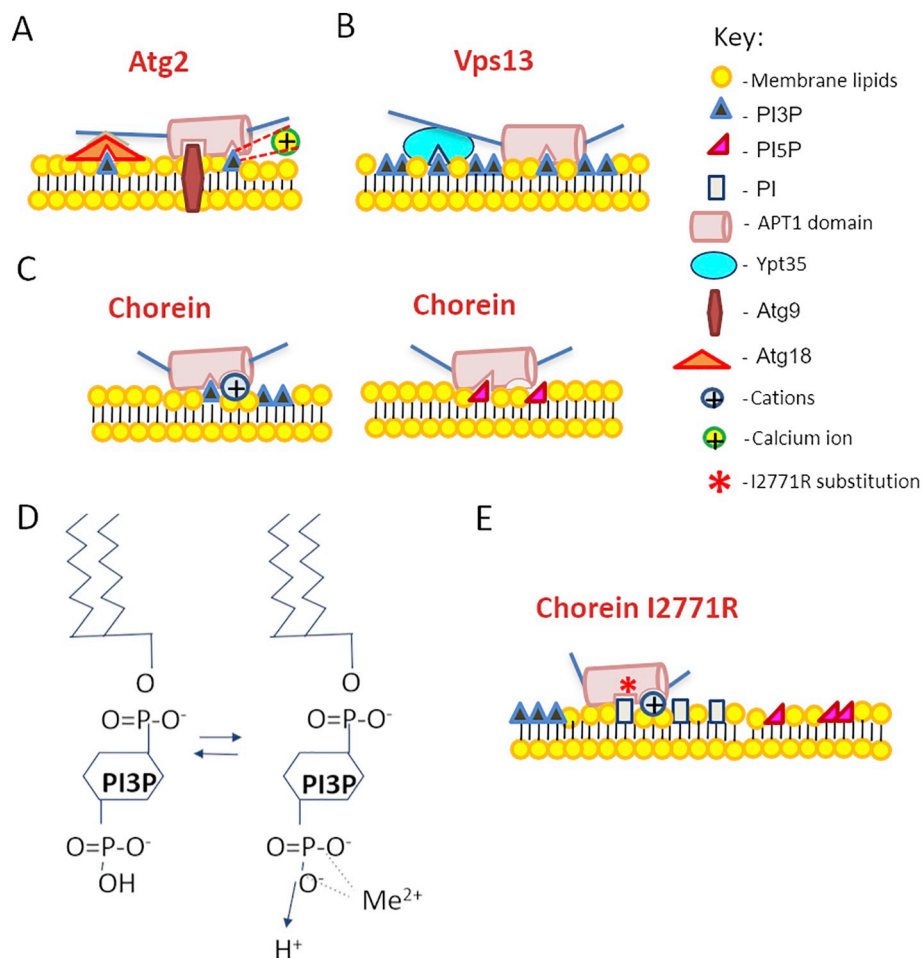 A
Atg2
B
Vps13
Key:
- Membrane lipids
- PI3P
- PI5P
- PI
- APT1 domain
- Ypt35
- Atg9
- Atg18
- Cations
- Calcium ion
- I2771R substitution
+
+
+
C
Chorein
Chorein
+
D
O
O
O=P-O-
O=P-O-
PI3P
PI3P
O=P-O-
O=P-O-
OH
O-
Me2+
H+
E
Chorein I2771R
*
+